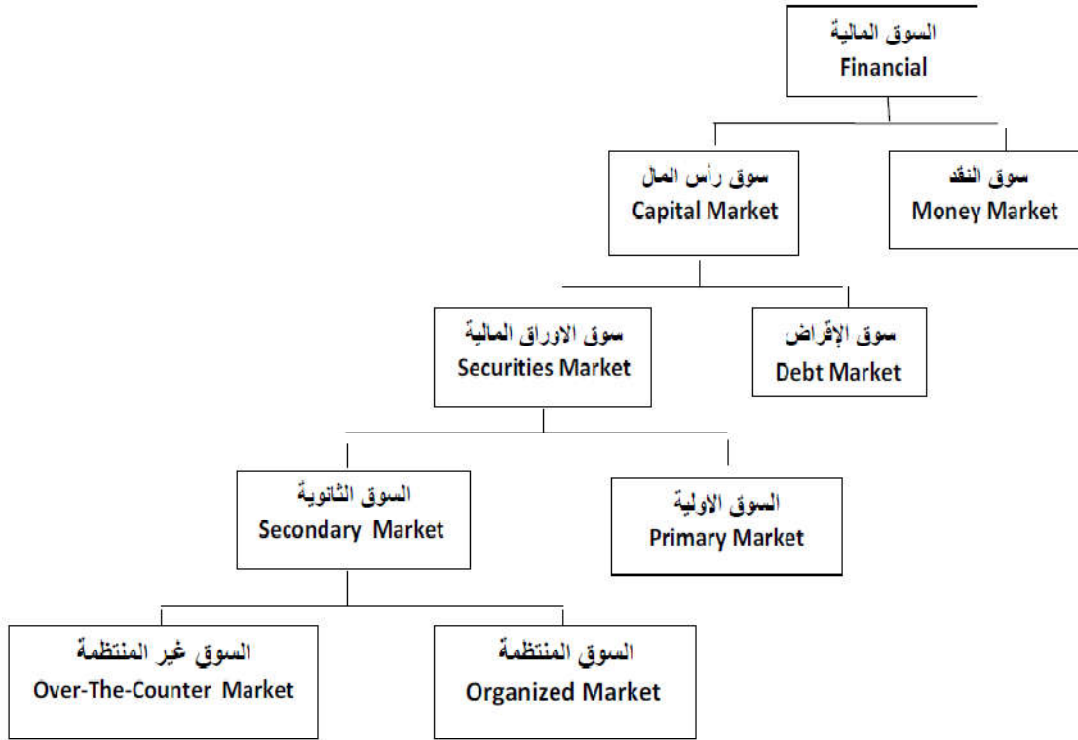 السوق المالية
Financial
سوق رأس المال
Capital Market
سوق النقد
Money Market
سوق الاوراق المالية
Securities Market
سوق الإقراض
Debt Market
السوق الثانوية
Secondary Market
السوق الاولية
Primary Market
السوق غير المنتظمة
Over-The-Counter Market
السوق المنتظمة
Organized Market